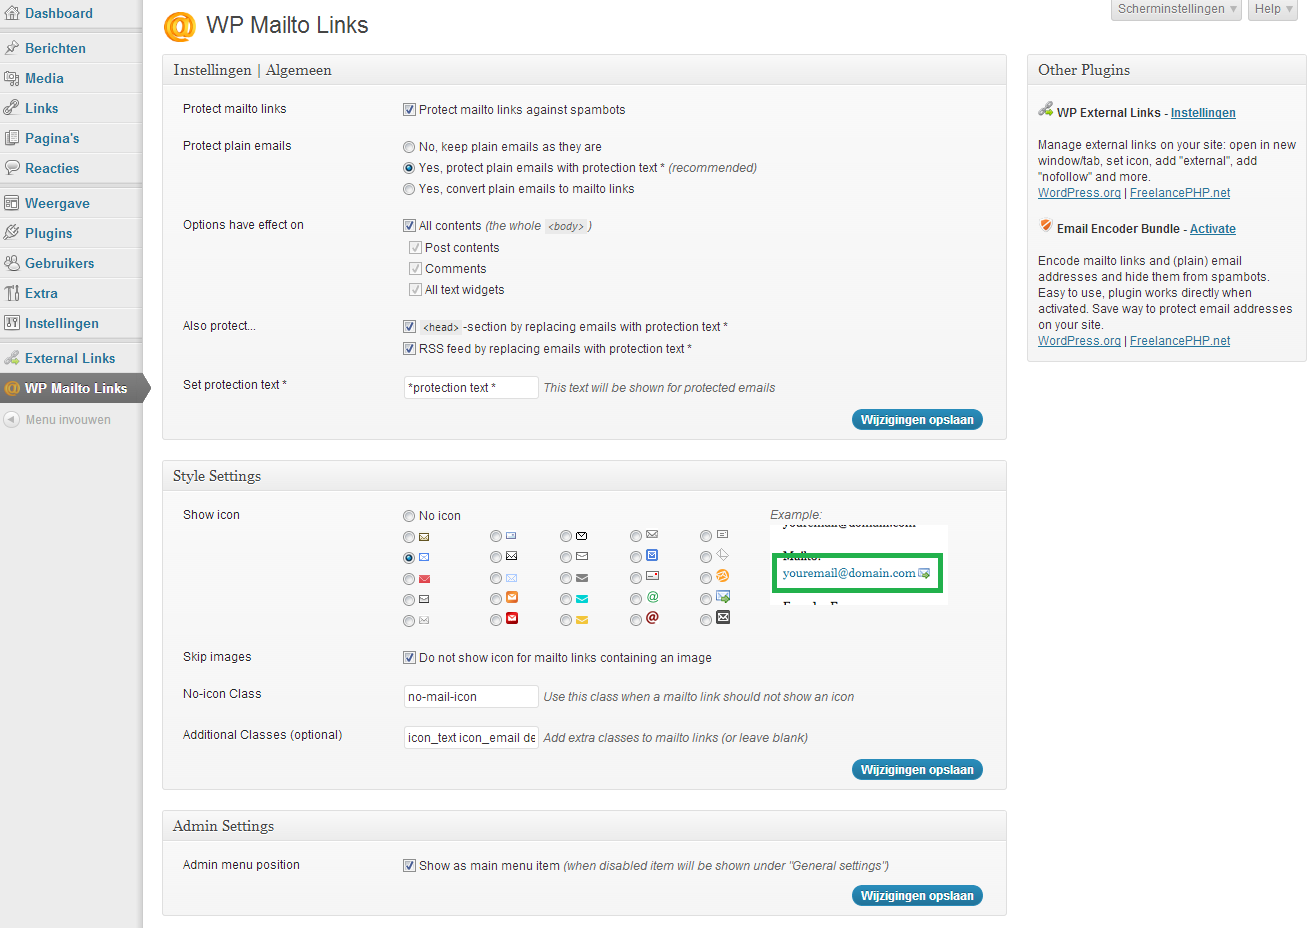 Dashboard
Berichten
Media
Links
Pagina's
Reacties
Weergave
Plugins
Gebruikers
Extra
Instellingen
External Links
WP Mailto Links
Menu invouwen
Scherminstellingen
Help
WP Mailto Links
Instellingen | Algemeen
Protect mailto links
Protect mailto links against spambots
Protect plain emails
No, keep plain emails as they are
Yes, protect plain emails with protection text * (recommended)
Yes, convert plain emails to mailto links
Options have effect on
All contents (the whole <body> )
Post contents
Comments
All text widgets
Also protect...
<head> -section by replacing emails with protection text *
RSS feed by replacing emails with protection text *
Set protection text *
*protection text * This text will be shown for protected emails
Wijzigingen opslaan
Style Settings
Show icon
No icon
Example:
youremail@domain.com
Mailto:
youremail@domain.com
Skip images
Do not show icon for mailto links containing an image
No-icon Class
no-mail-icon Use this class when a mailto link should not show an icon
Additional Classes (optional)
icon_text icon_email de Add extra classes to mailto links (or leave blank)
Wijzigingen opslaan
Admin Settings
Admin menu position
Show as main menu item (when disabled item will be shown under "General settings")
Wijzigingen opslaan
Other Plugins
WP External Links - Instellingen
Manage external links on your site: open in new
window/tab, set icon, add "external", add
"nofollow" and more.
WordPress.org | FreelancePHP.net
Email Encoder Bundle - Activate
Encode mailto links and (plain) email
addresses and hide them from spambots.
Easy to use, plugin works directly when
activated. Save way to protect email addresses
on your site.
WordPress.org | FreelancePHP.net